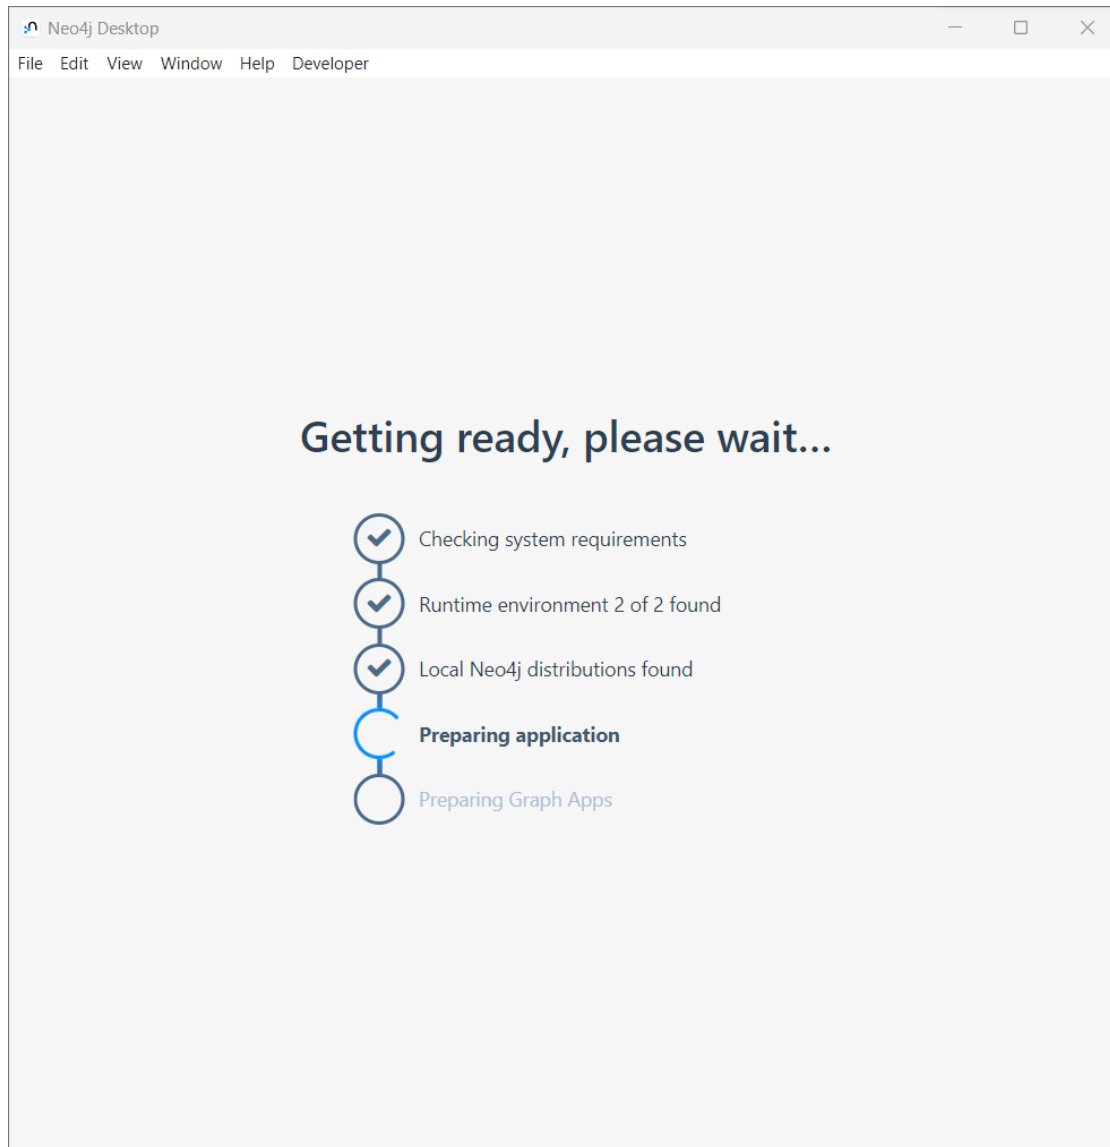 Neo4j Desktop
File Edit View Window Help Developer
Getting ready, please wait...
Checking system requirements
Runtime environment 2 of 2 found
Local Neo4j distributions found
Preparing application
Preparing Graph Apps